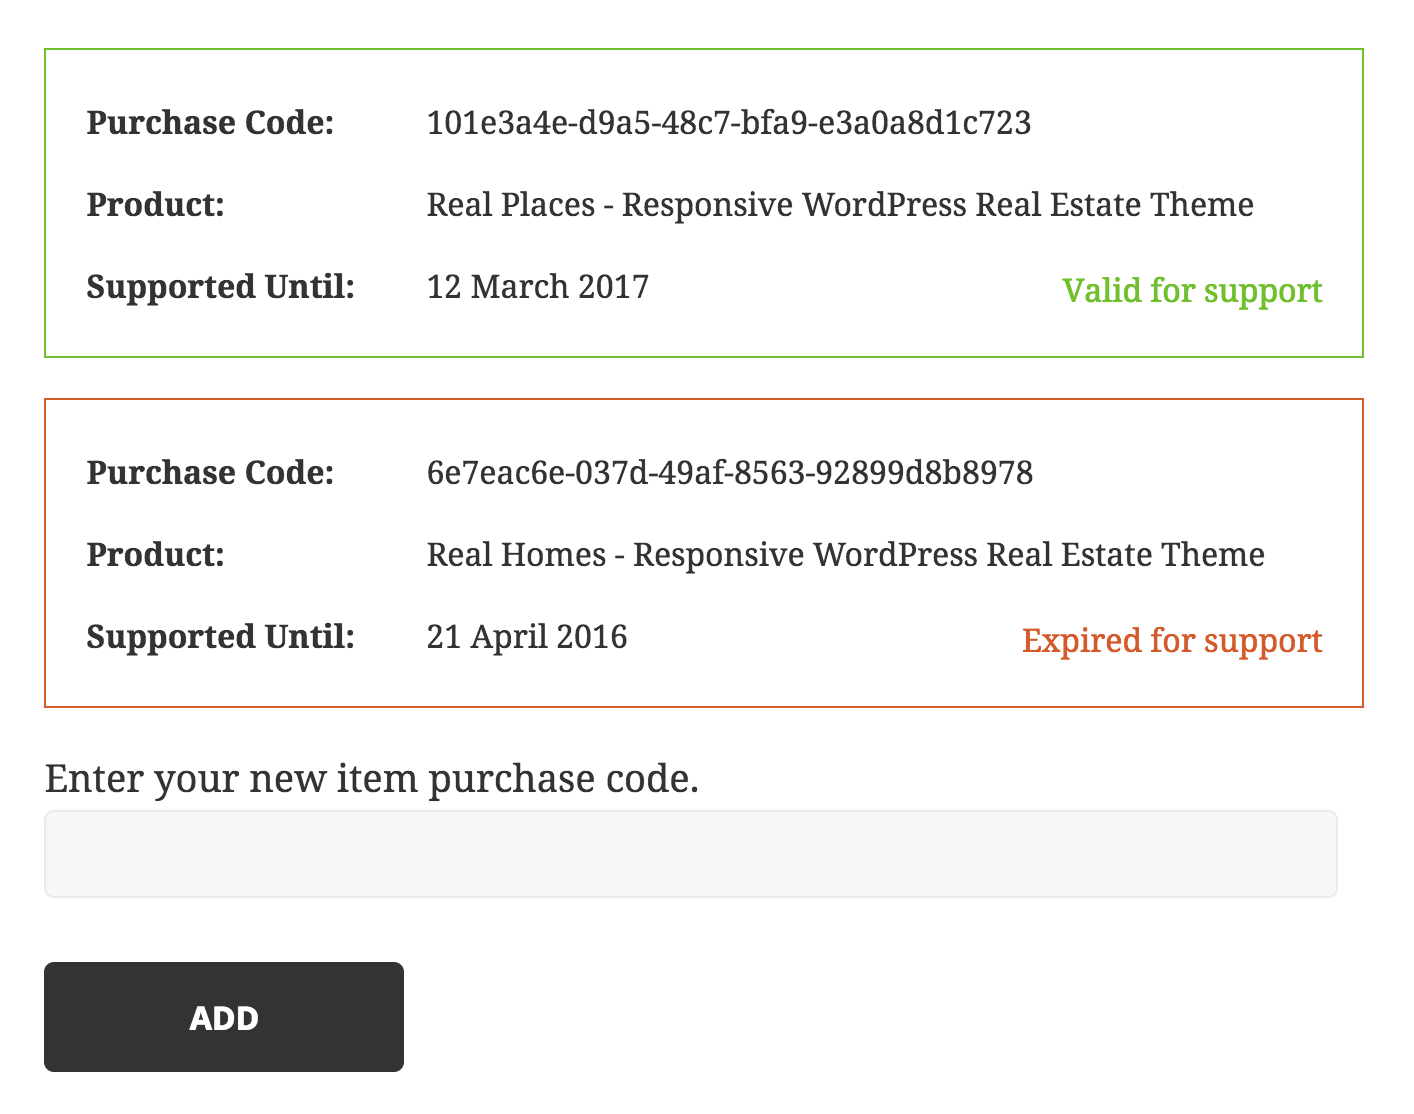 Purchase Code: 101e3a4e-d9a5-48c7-bfa9-e3a0a8d1c723
Product: Real Places - Responsive WordPress Real Estate Theme
Supported Until: 12 March 2017 Valid for support
Purchase Code: 6e7eac6e-037d-49af-8563-92899d8b8978
Product: Real Homes - Responsive WordPress Real Estate Theme
Supported Until: 21 April 2016 Expired for support
Enter your new item purchase code.
ADD